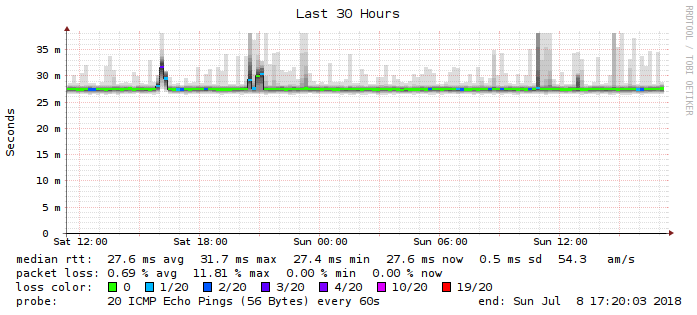 Last 30 Hours
RRDTOOL / TOBI OETIKER
Seconds
35 m
30 m
25 m
20 m
15 m
10 m
5 m
0
Sat 12:00 Sat 18:00 Sun 00:00 Sun 06:00 Sun 12:00
median rtt: 27.6 ms avg 31.7 ms max 27.4 ms min 27.6 ms now 0.5 ms sd 54.3 am/s
packet loss: 0.69 % avg 11.81 % max 0.00 % min 0.00 % now
loss color: 0 1/20 2/20 3/20 4/20 10/20 19/20
probe: 20 ICMP Echo Pings (56 Bytes) every 60s end: Sun Jul 8 17:20:03 2018